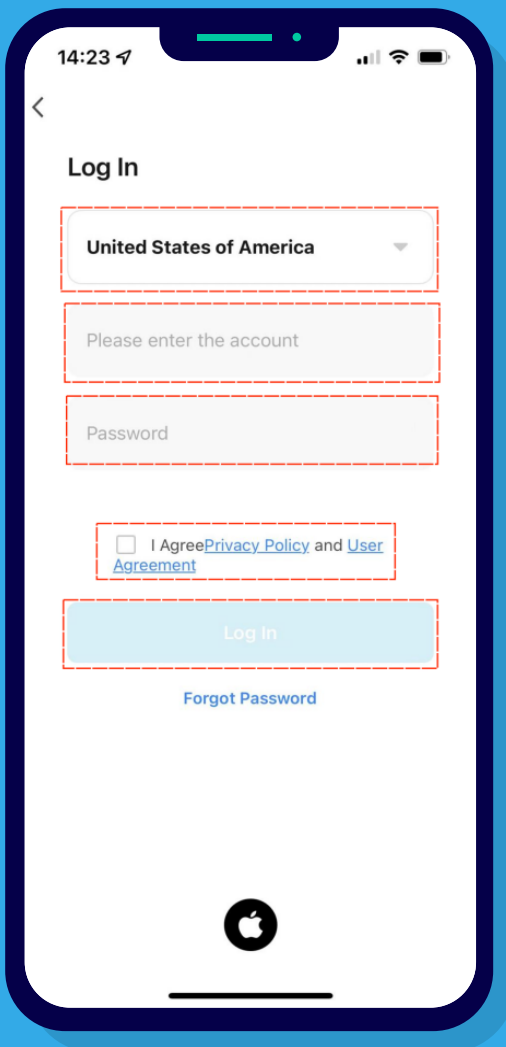 14:23
Log In
United States of America
Please enter the account
Password
I AgreePrivacy Policy and User
Agreement
Log In
Forgot Password